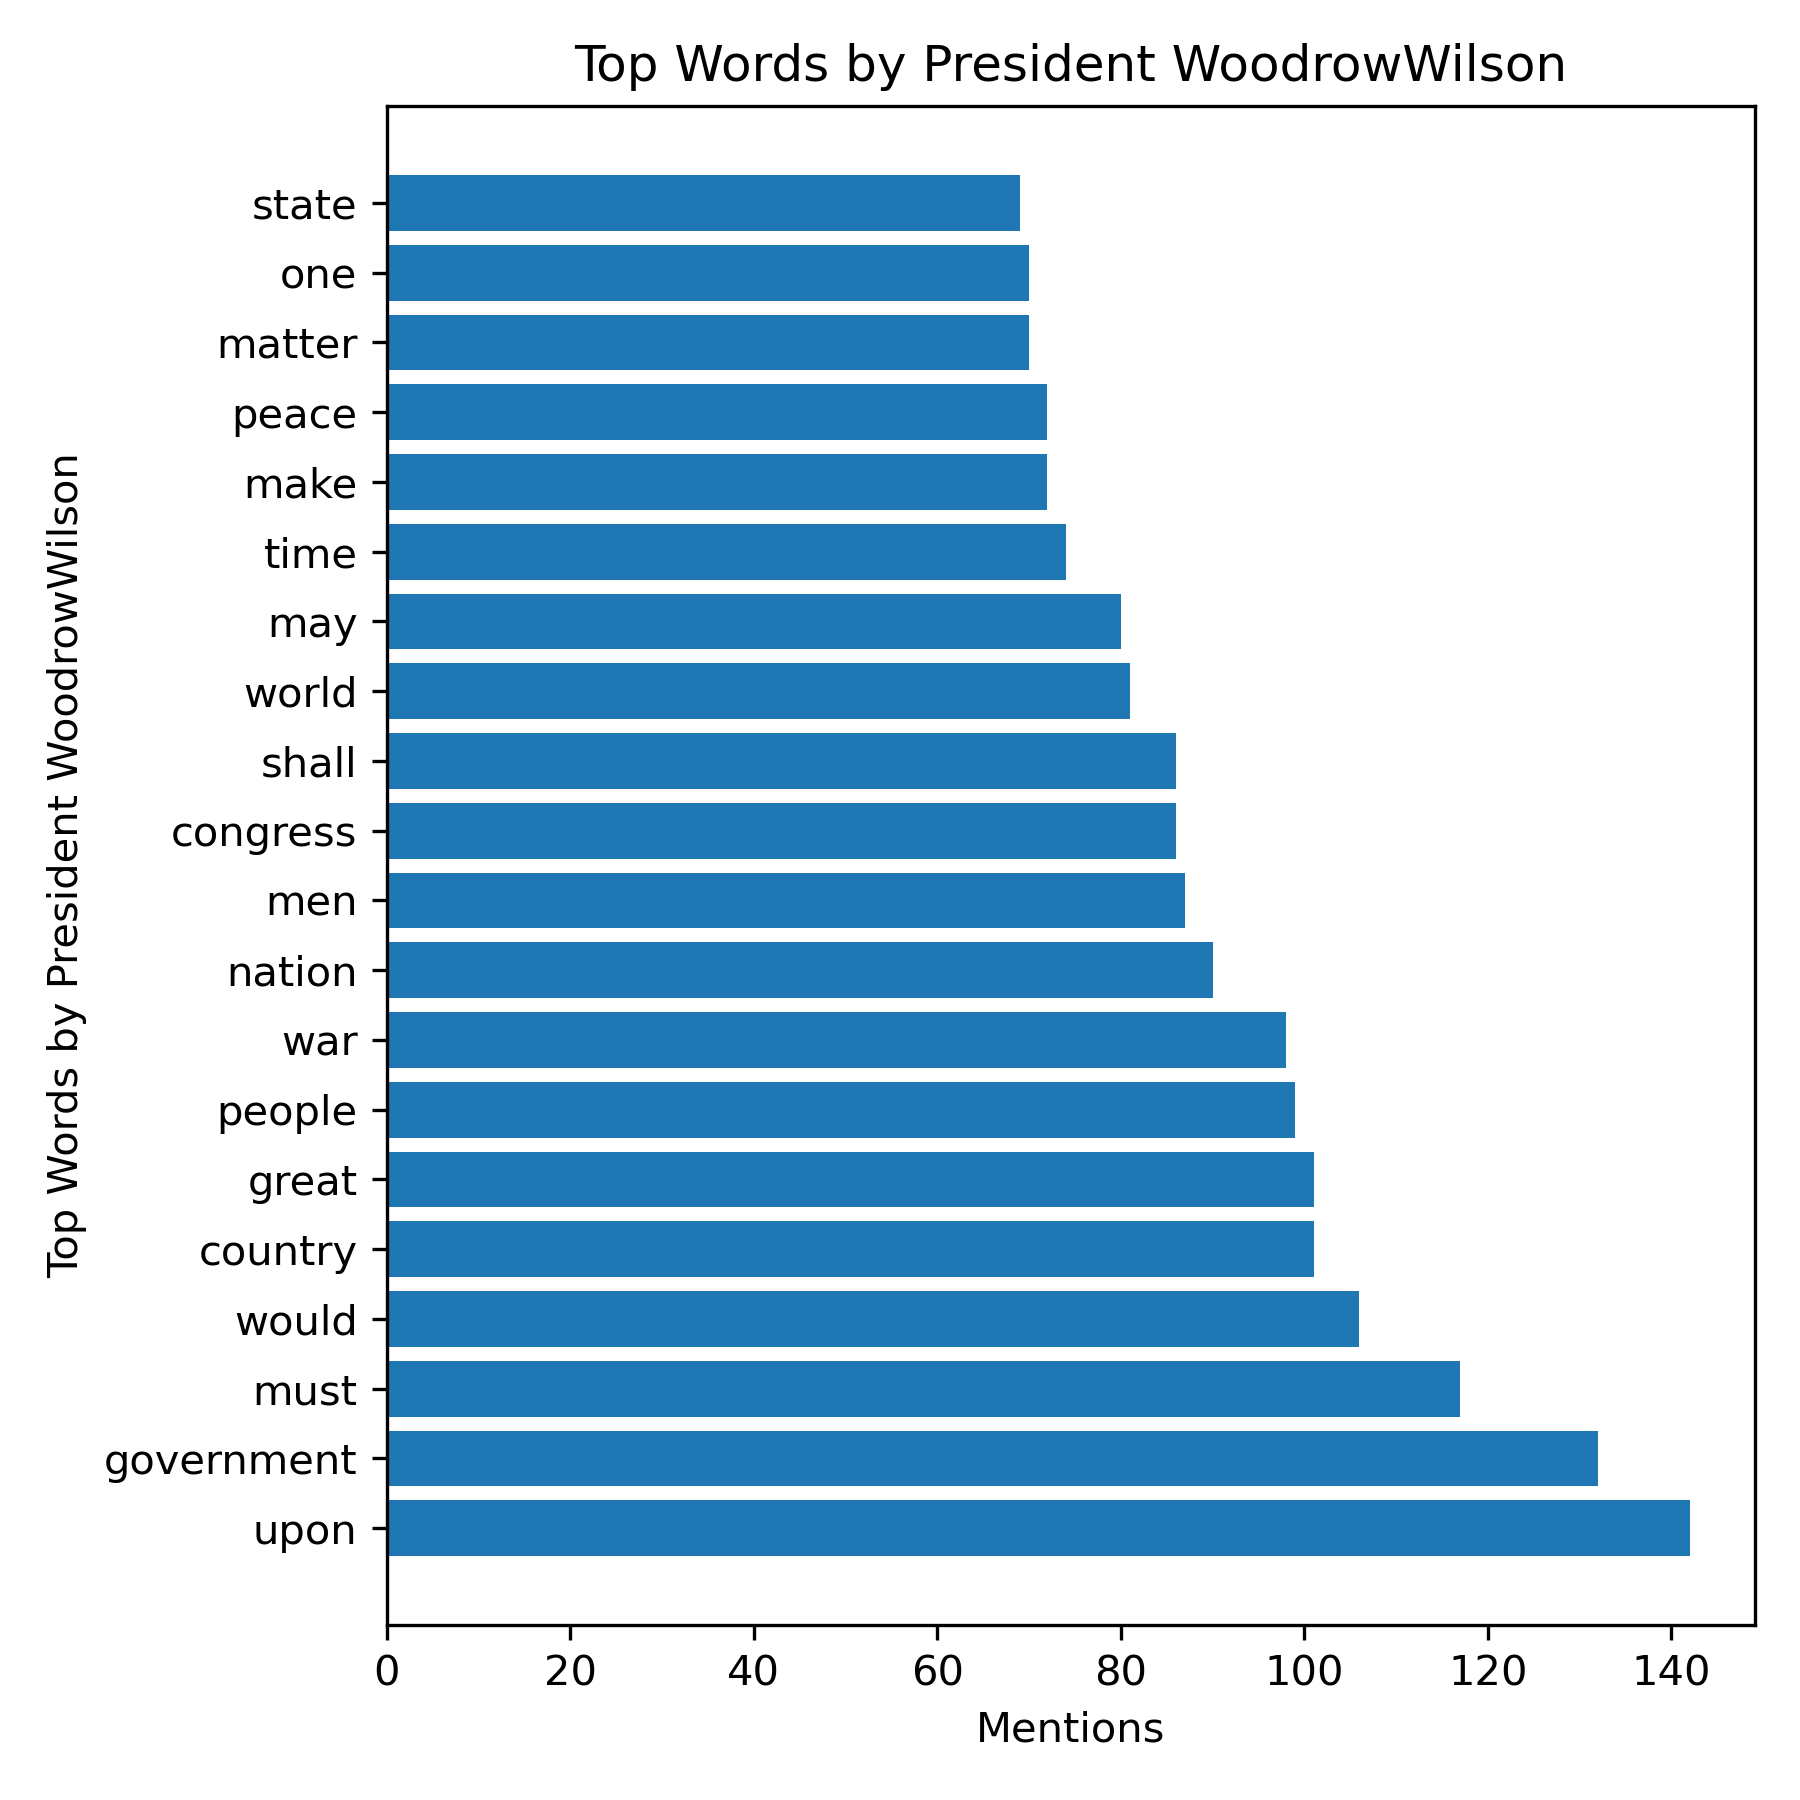 Top Words by President WoodrowWilson
Top Words by President WoodrowWilson
state
one
matter
peace
make
time
may
world
shall
congress
men
nation
war
people
great
country
would
must
government
upon
0 20 40 60 80 100 120 140
Mentions